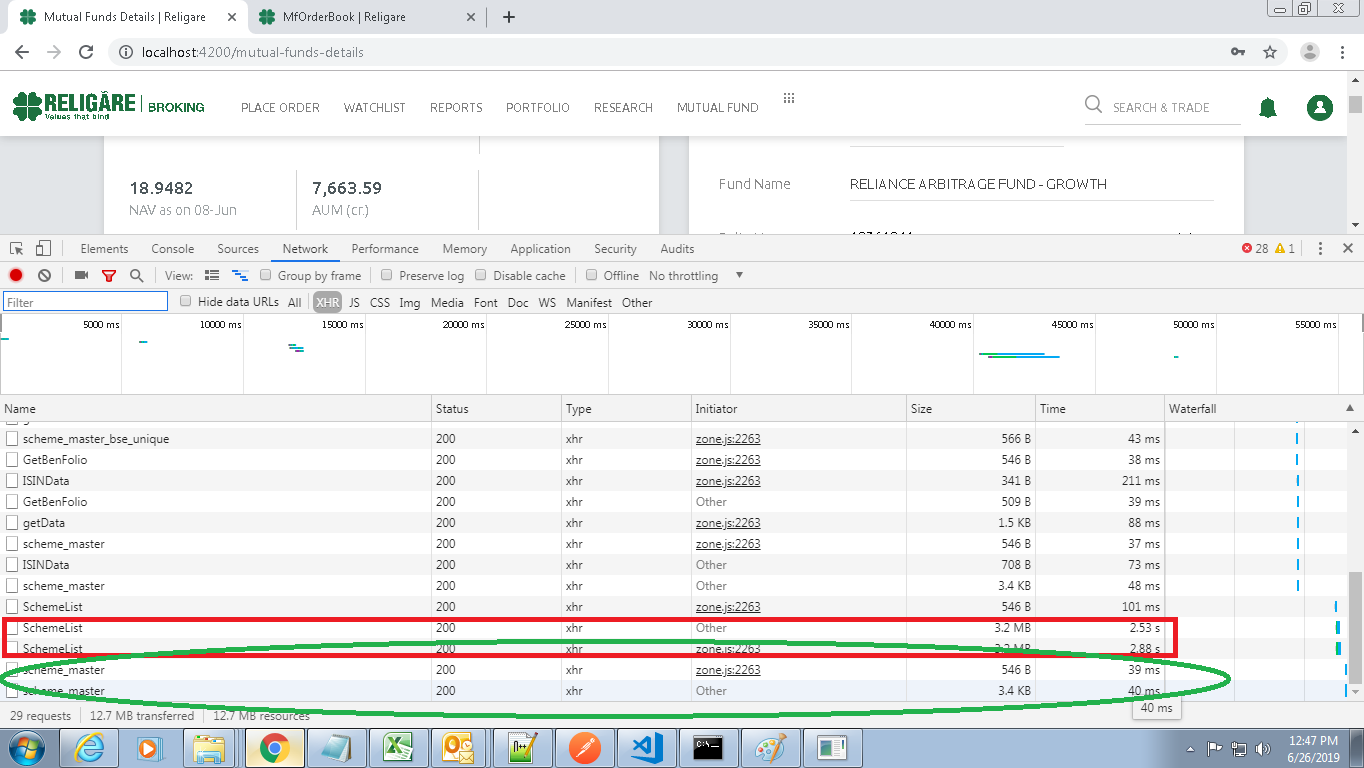 Mutual Funds Details | Religare
MfOrderBook | Religare
localhost:4200/mutual-funds-details
RELIGARE BROKING
Values that bind
PLACE ORDER WATCHLIST REPORTS PORTFOLIO RESEARCH MUTUAL FUND
SEARCH & TRADE
18.9482 7,663.59
NAV as on 08-Jun AUM (cr.)
Fund Name RELIANCE ARBITRAGE FUND - GROWTH
Elements Console Sources Network Performance Memory Application Security Audits 28 1
View: Group by frame Preserve log Disable cache Offline No throttling
Filter Hide data URLs All XHR JS CSS Img Media Font Doc WS Manifest Other
5000 ms 10000 ms 15000 ms 20000 ms 25000 ms 30000 ms 35000 ms 40000 ms 45000 ms 50000 ms 55000 ms
Name Status Type Initiator Size Time Waterfall
scheme_master_bse_unique 200 xhr zone.js:2263 566 B 43 ms
GetBenFolio 200 xhr zone.js:2263 546 B 38 ms
ISINData 200 xhr zone.js:2263 341 B 211 ms
GetBenFolio 200 xhr Other 509 B 39 ms
getData 200 xhr zone.js:2263 1.5 KB 88 ms
scheme_master 200 xhr zone.js:2263 546 B 37 ms
ISINData 200 xhr Other 708 B 73 ms
scheme_master 200 xhr Other 3.4 KB 48 ms
SchemeList 200 xhr zone.js:2263 546 B 101 ms
SchemeList 200 xhr Other 3.2 MB 2.53 s
SchemeList 200 xhr zone.js:2263 3.2 MB 2.88 s
scheme_master 200 xhr zone.js:2263 546 B 39 ms
scheme_master 200 xhr Other 3.4 KB 40 ms
40 ms
29 requests 12.7 MB transferred 12.7 MB resources
12:47 PM
6/26/2019